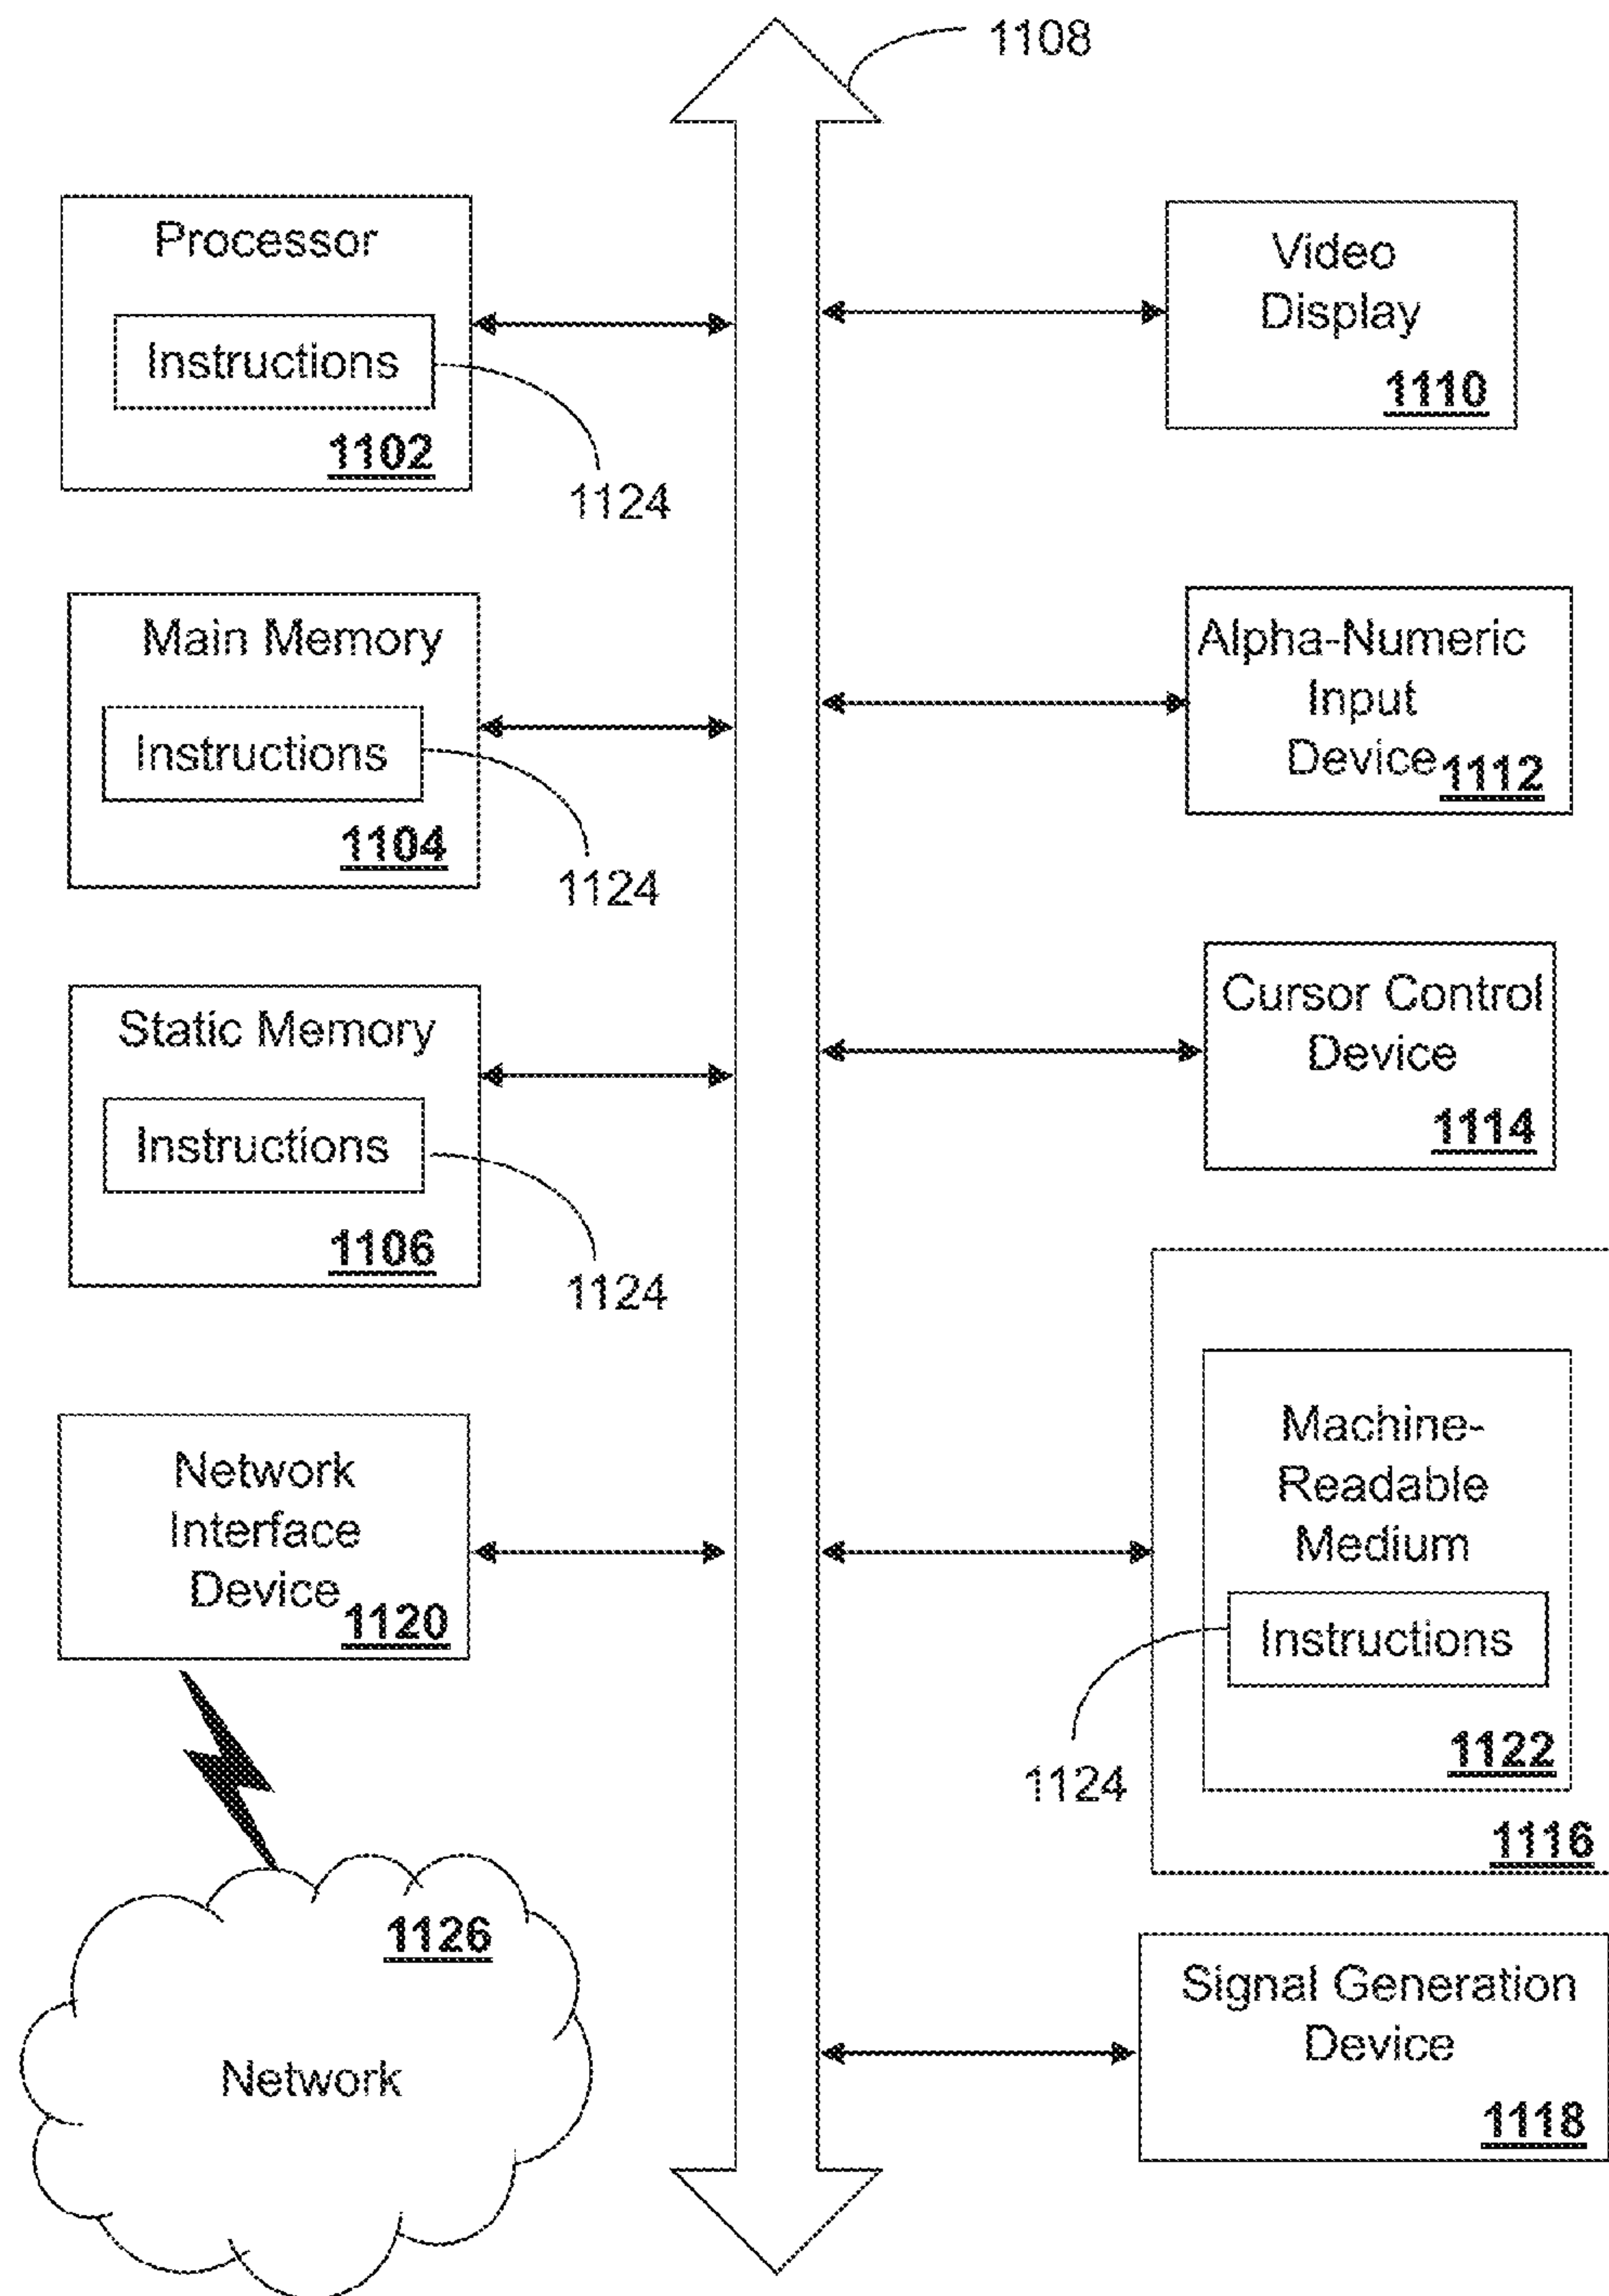 1108
Processor
Instructions
1102
1124
Main Memory
Instructions
1104
1124
Static Memory
Instructions
1106
1124
Network
Interface
Device
1120
1126
Network
Video
Display
1110
Alpha-Numeric
Input
Device
1112
Cursor Control
Device
1114
Machine-
Readable
Medium
Instructions
1122
1124
1116
Signal Generation
Device
1118